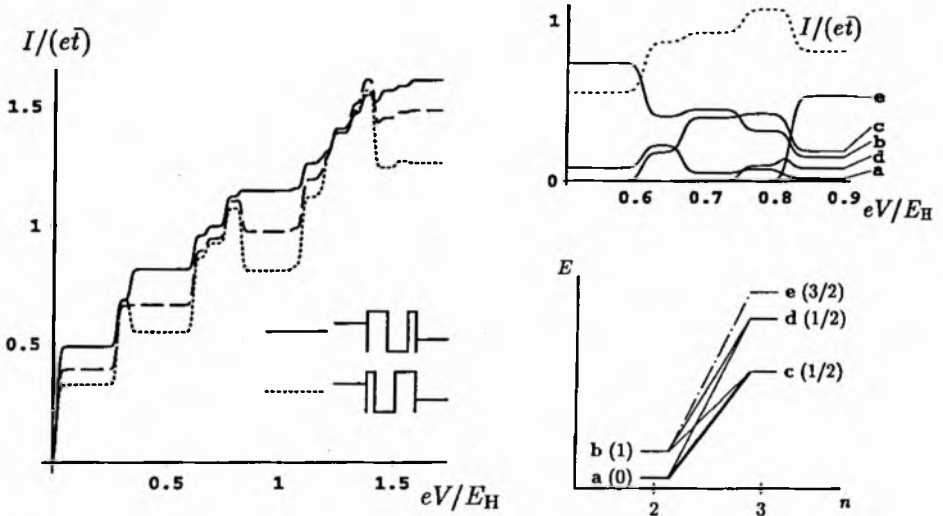 I/(et̄)
1.5
1
0.5
0.5
1
1.5
eV/E_H
1
I/(et̄)
e
c
b
d
a
0
0.6
0.7
0.8
0.9
eV/E_H
E
e (3/2)
d (1/2)
c (1/2)
b (1)
a (0)
2
3
n